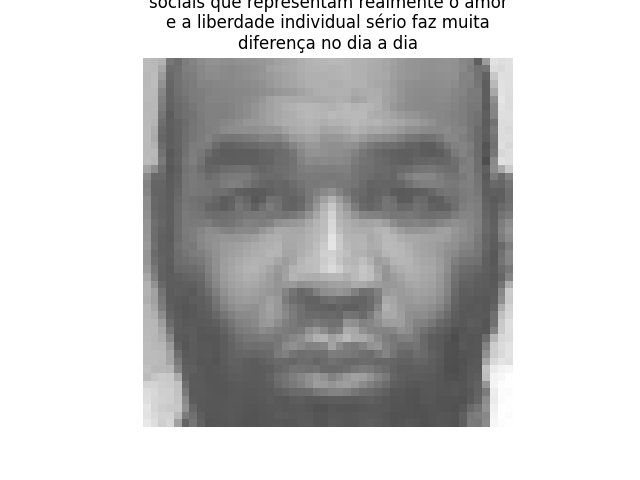 sociais que representam realmente o amor
e a liberdade individual sério faz muita
diferença no dia a dia